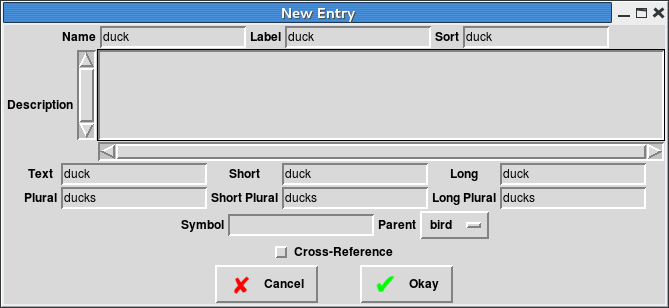 New Entry
Name duck Label duck Sort duck
Description
Text duck Short duck Long duck
Plural ducks Short Plural ducks Long Plural ducks
Symbol Parent bird
Cross-Reference
Cancel Okay